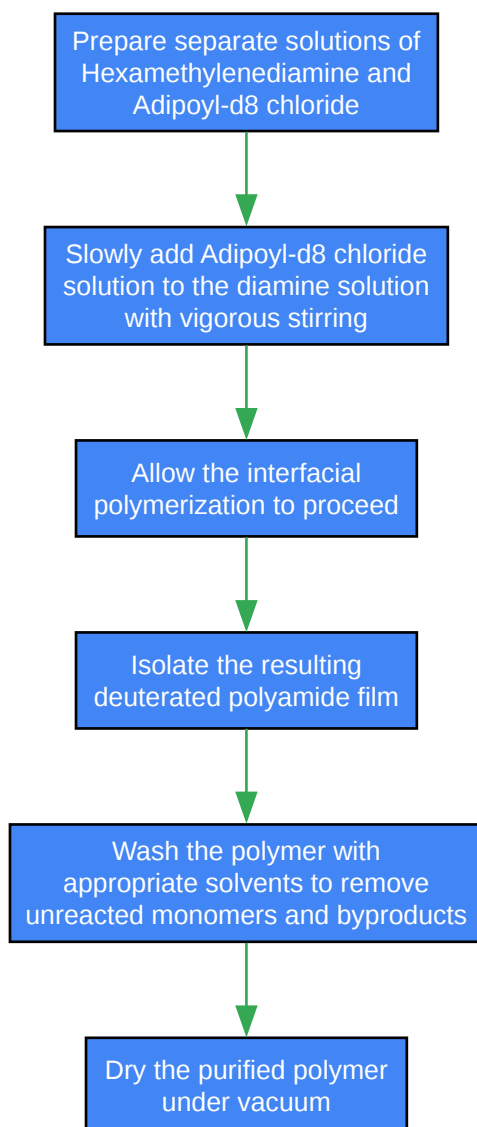 Prepare separate solutions of
Hexamethylenediamine and
Adipoyl-d8 chloride
Slowly add Adipoyl-d8 chloride
solution to the diamine solution
with vigorous stirring
Allow the interfacial
polymerization to proceed
Isolate the resulting
deuterated polyamide film
Wash the polymer with
appropriate solvents to remove
unreacted monomers and byproducts
Dry the purified polymer
under vacuum